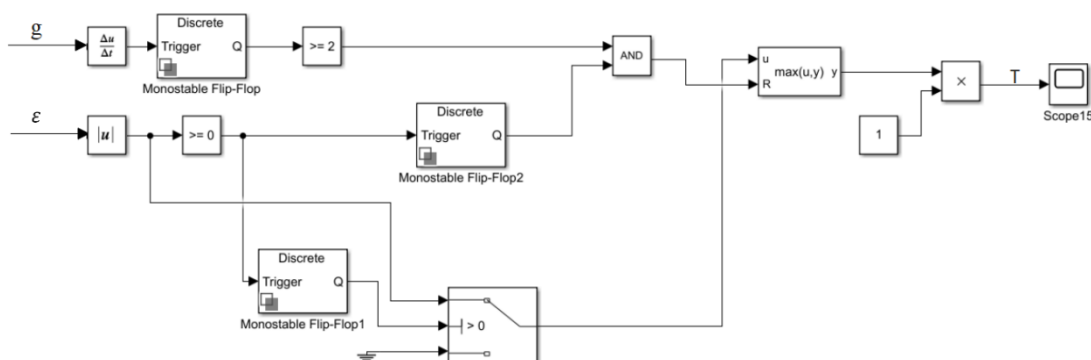 g
Δu
Δt
Discrete
Trigger Q
Monostable Flip-Flop
>= 2
AND
u
max(u,y) y
R
×
T
Scope15
1
ε
|u|
>= 0
Discrete
Trigger Q
Monostable Flip-Flop2
Discrete
Trigger Q
Monostable Flip-Flop1
> 0